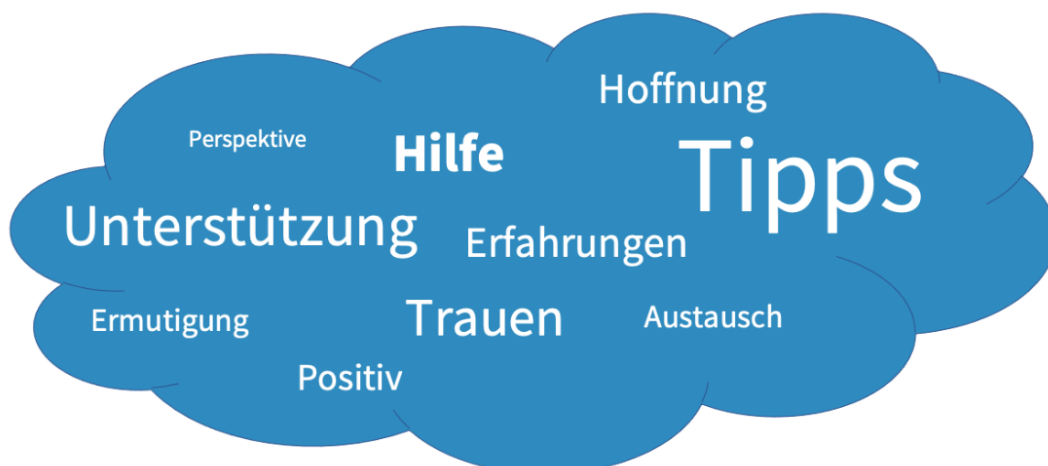 Hoffnung
Perspektive
Hilfe
Tipps
Unterstützung
Erfahrungen
Ermutigung
Trauen
Austausch
Positiv